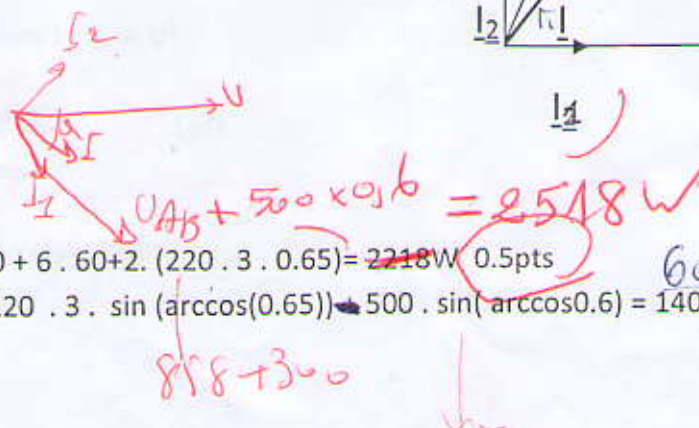 I2
I2
I1
U
I
I1
UAB + 500 x 0,6 = 2518 W
0 + 6 . 60+2. (220 . 3 . 0.65)= 2218W 0.5pts
20 . 3 . sin (arccos(0.65)) 500 . sin( arccos0.6) = 140
858+300